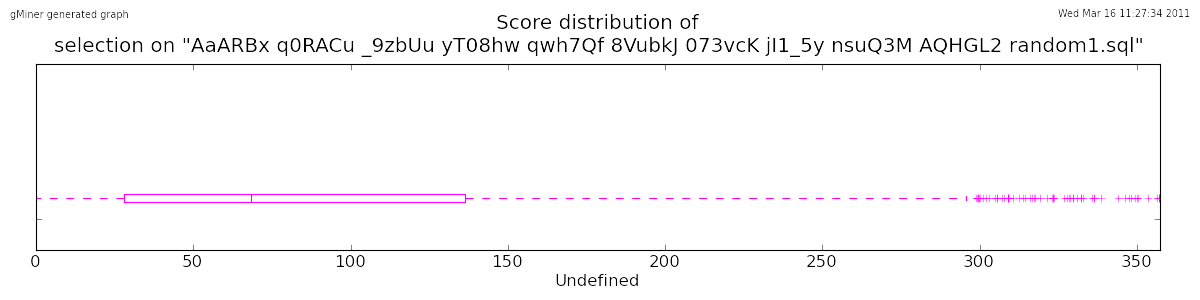 gMiner generated graph
Wed Mar 16 11:27:34 2011
Score distribution of
selection on "AaARBx q0RACu _9zbUu yT08hw qwh7Qf 8VubkJ 073vcK jI1_5y nsuQ3M AQHGL2 random1.sql"
0 50 100 150 200 250 300 350
Undefined